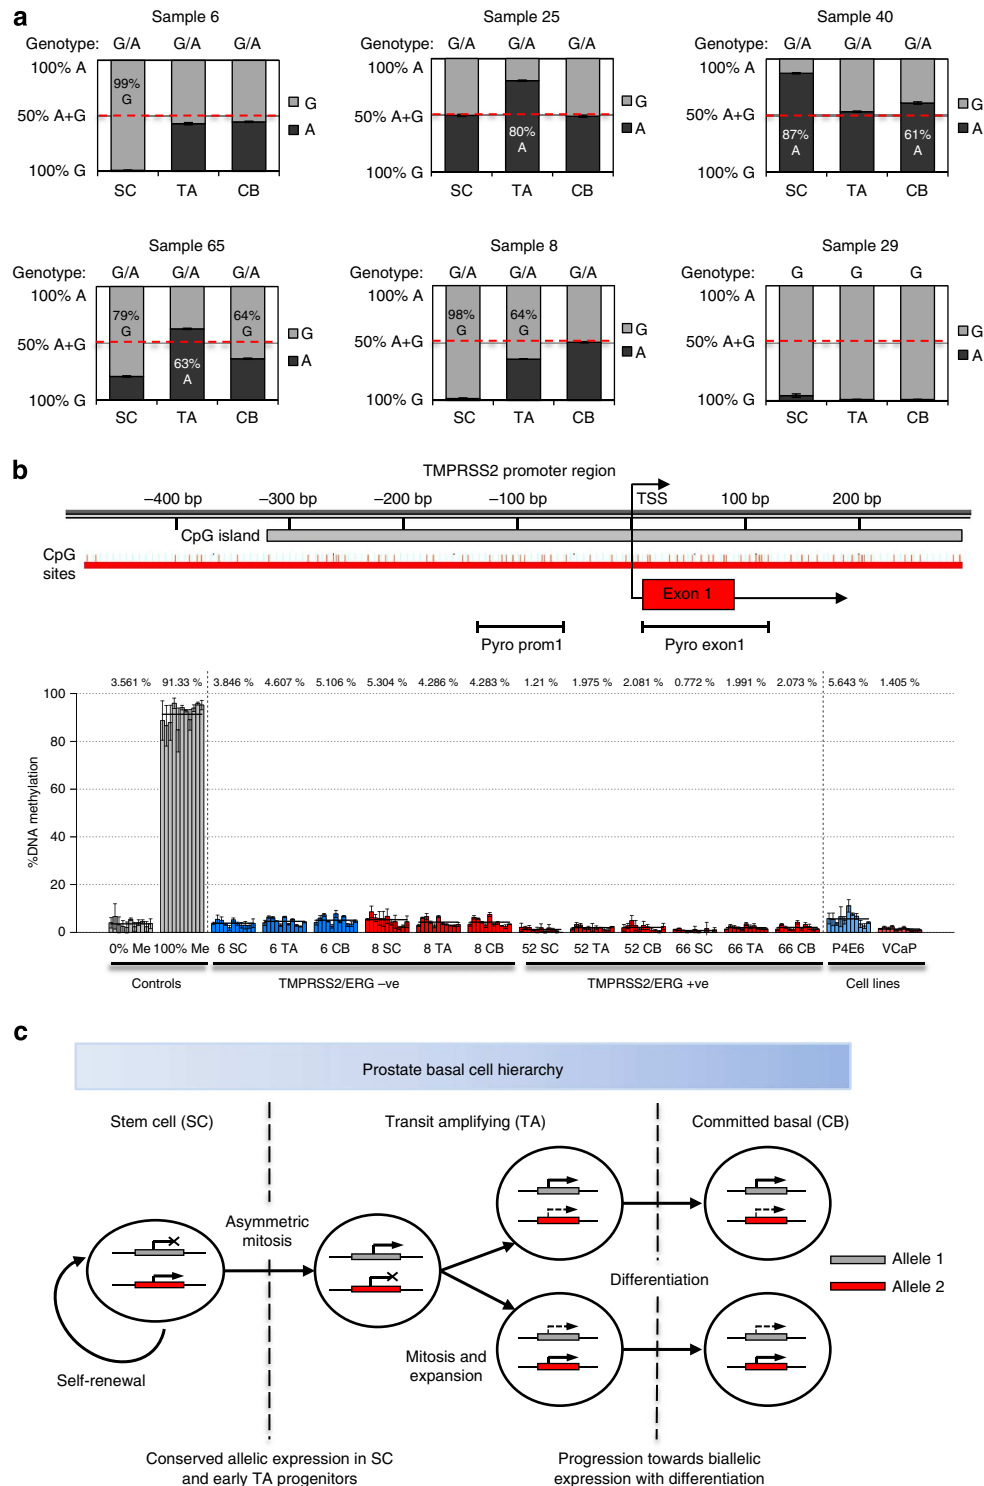 a
Sample 6
Genotype: G/A G/A G/A
100% A
50% A+G
100% G
99%
G
SC TA CB
G
A
Sample 25
Genotype: G/A G/A G/A
100% A
50% A+G
100% G
80%
A
SC TA CB
G
A
Sample 40
Genotype: G/A G/A G/A
100% A
50% A+G
100% G
87%
A
61%
A
SC TA CB
G
A
Sample 65
Genotype: G/A G/A G/A
100% A
50% A+G
100% G
79%
G
63%
A
64%
G
SC TA CB
G
A
Sample 8
Genotype: G/A G/A G/A
100% A
50% A+G
100% G
98%
G
64%
G
SC TA CB
G
A
Sample 29
Genotype: G G G
100% A
50% A+G
100% G
SC TA CB
G
A
b
TMPRSS2 promoter region
–400 bp –300 bp –200 bp –100 bp TSS 100 bp 200 bp
CpG island
CpG
sites
Exon 1
Pyro prom1 Pyro exon1
3.561 % 91.33 % 3.846 % 4.607 % 5.106 % 5.304 % 4.286 % 4.283 % 1.21 % 1.975 % 2.081 % 0.772 % 1.991 % 2.073 % 5.643 % 1.405 %
%DNA methylation
100
80
60
40
20
0
0% Me 100% Me 6 SC 6 TA 6 CB 8 SC 8 TA 8 CB 52 SC 52 TA 52 CB 66 SC 66 TA 66 CB P4E6 VCaP
Controls TMPRSS2/ERG –ve TMPRSS2/ERG +ve Cell lines
c
Prostate basal cell hierarchy
Stem cell (SC) Transit amplifying (TA) Committed basal (CB)
Asymmetric
mitosis
Self-renewal
Mitosis and
expansion
Differentiation
Allele 1
Allele 2
Conserved allelic expression in SC
and early TA progenitors
Progression towards biallelic
expression with differentiation